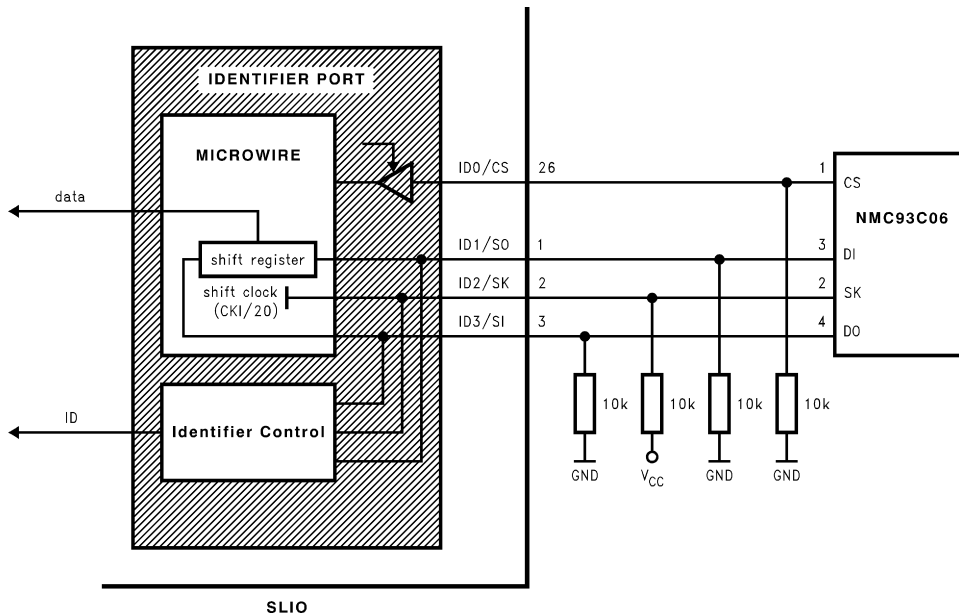 IDENTIFIER PORT
MICROWIRE
ID0/CS 26 1 CS
NMC93C06
data
ID1/SO 1 3 DI
shift register
shift clock
(CKI/20)
ID2/SK 2 2 SK
ID3/SI 3 4 DO
10k 10k 10k 10k
ID
Identifier Control
GND VCC GND GND
SLIO